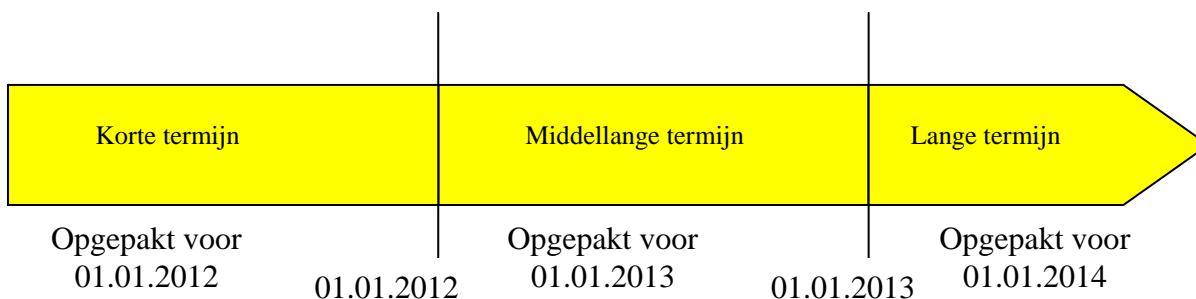 Korte termijn
Middellange termijn
Lange termijn
Opgepakt voor
01.01.2012
01.01.2012
Opgepakt voor
01.01.2013
01.01.2013
Opgepakt voor
01.01.2014